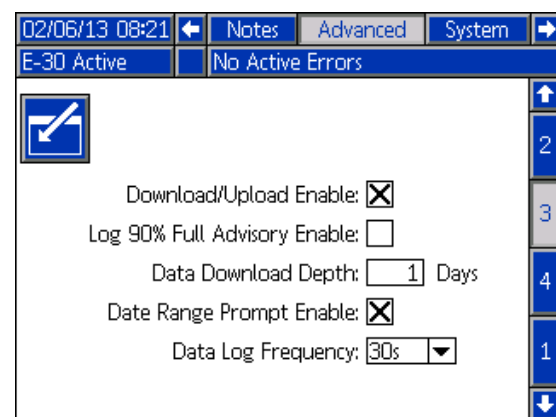 02/06/13 08:21 Notes Advanced System
E-30 Active No Active Errors
2
Download/Upload Enable:
3
Log 90% Full Advisory Enable:
Data Download Depth: 1 Days
4
Date Range Prompt Enable:
Data Log Frequency: 30s
1